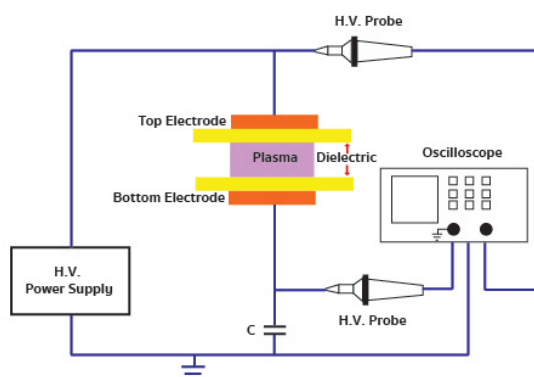 H.V. Probe
Top Electrode
Plasma
Dielectric
Oscilloscope
Bottom Electrode
H.V.
Power Supply
C
H.V. Probe